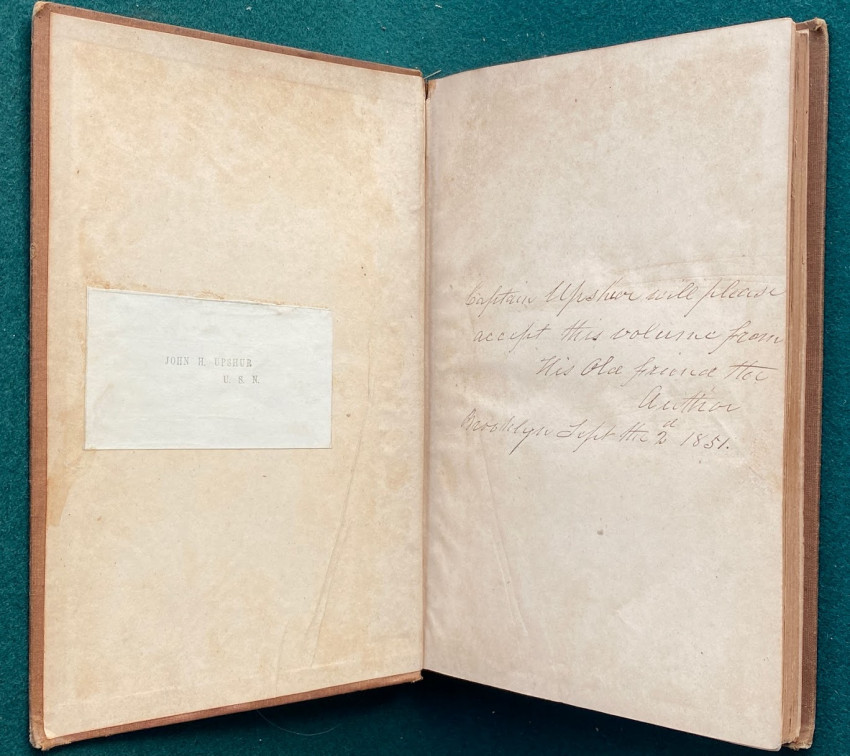 JOHN H. UPSHUR
U. S. N.
Captain Upshur will please
accept this volume from
His Old friend the
Author
Brooklyn Sept the 2d 1851.